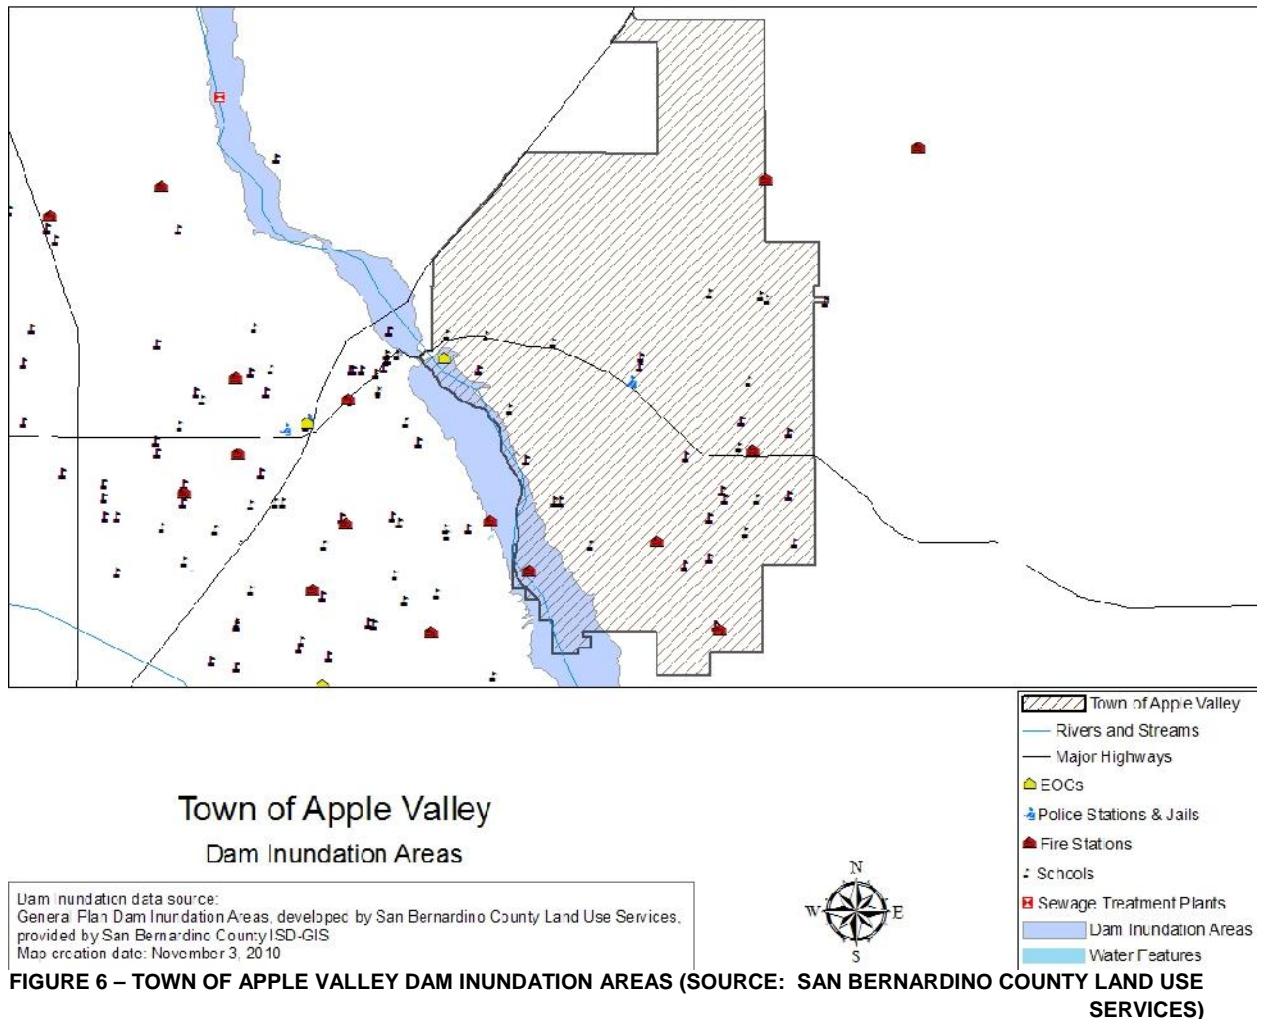 Town of Apple Valley
Rivers and Streams
Major Highways
EOCs
Police Stations & Jails
Fire Stations
Schools
Sewage Treatment Plants
Dam Inundation Areas
Water Features
Town of Apple Valley
Dam Inundation Areas
Dam Inundation data source:
General Plan Dam Inundation Areas, developed by San Bernardino County Land Use Services,
provided by San Bernardino County ISD-GIS
Map creation date: November 3, 2010
N
W E
S
FIGURE 6 – TOWN OF APPLE VALLEY DAM INUNDATION AREAS (SOURCE: SAN BERNARDINO COUNTY LAND USE
SERVICES)